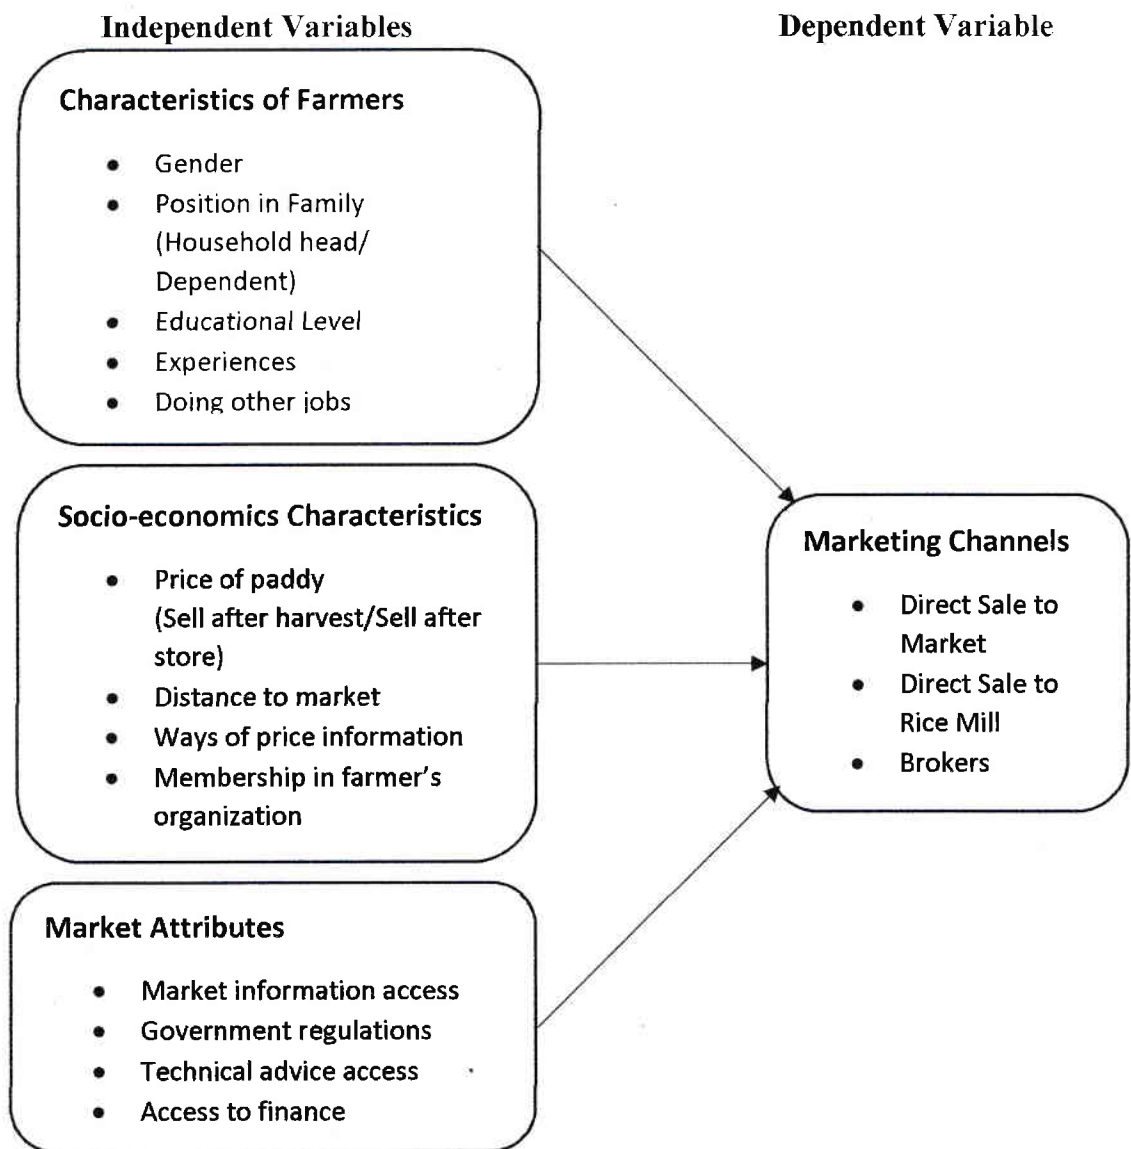 Independent Variables
Dependent Variable
Characteristics of Farmers
• Gender
• Position in Family
(Household head/
Dependent)
• Educational Level
• Experiences
• Doing other jobs
Socio-economics Characteristics
• Price of paddy
(Sell after harvest/Sell after
store)
• Distance to market
• Ways of price information
• Membership in farmer's
organization
Market Attributes
• Market information access
• Government regulations
• Technical advice access
• Access to finance
Marketing Channels
• Direct Sale to
Market
• Direct Sale to
Rice Mill
• Brokers